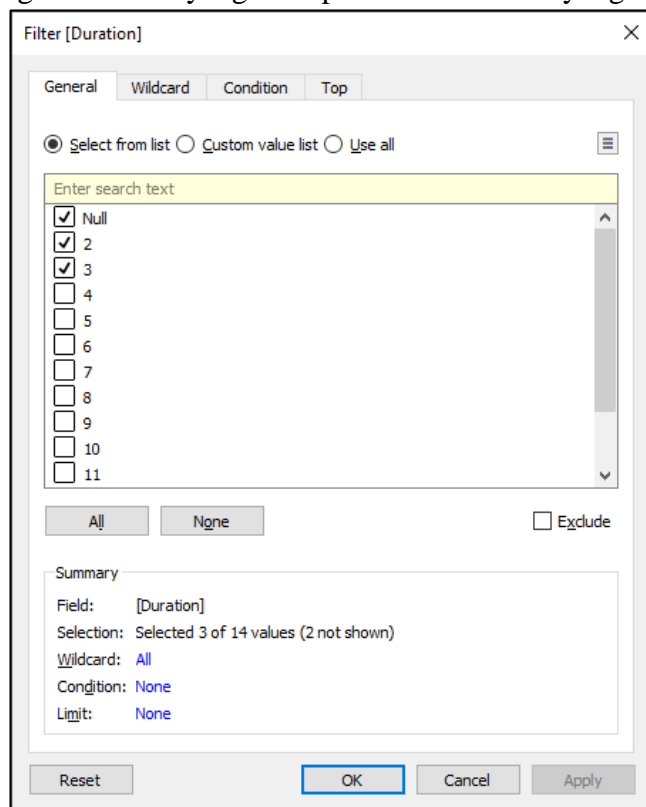 Filter [Duration]
General Wildcard Condition Top
Select from list Custom value list Use all
Enter search text
Null
2
3
4
5
6
7
8
9
10
11
All None Exclude
Summary
Field: [Duration]
Selection: Selected 3 of 14 values (2 not shown)
Wildcard: All
Condition: None
Limit: None
Reset OK Cancel Apply